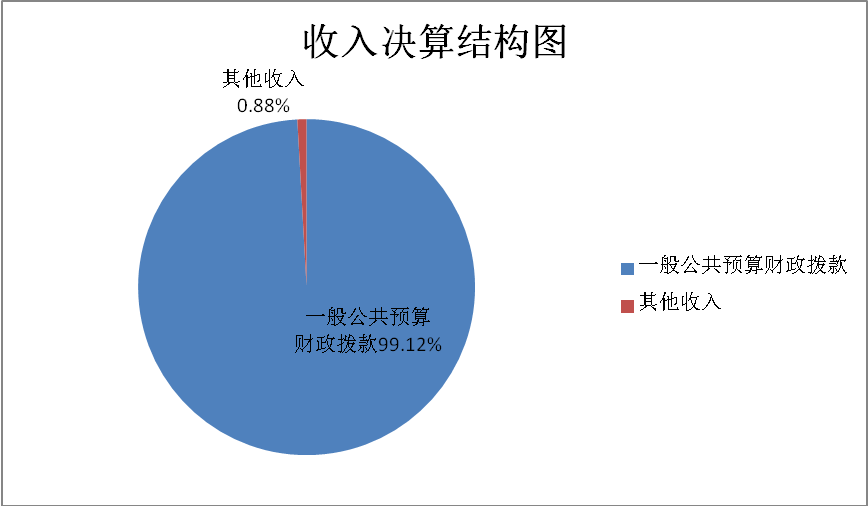 收入决算结构图
其他收入
0.88%
一般公共预算
财政拨款99.12%
一般公共预算财政拨款
其他收入